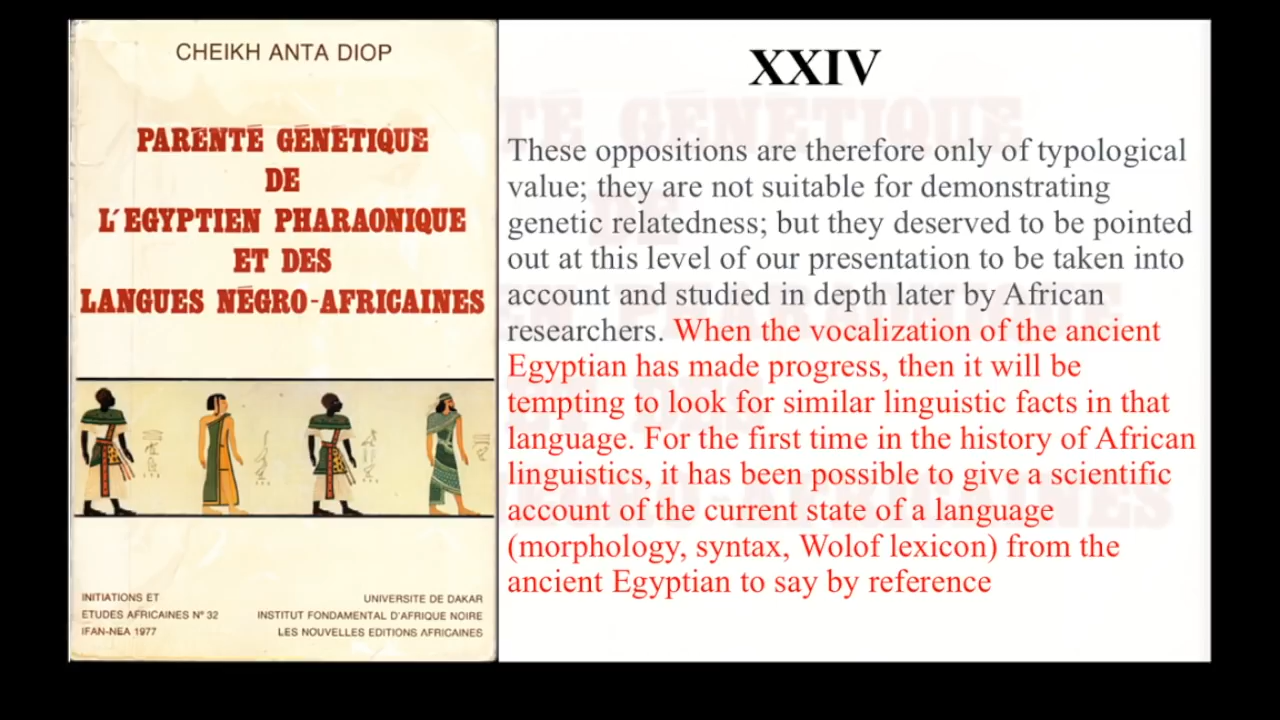 CHEIKH ANTA DIOP
PARENTÉ GÉNÉTIQUE
DE
L'EGYPTIEN PHARAONIQUE
ET DES
LANGUES NÉGRO-AFRICAINES
INITIATIONS ET
ETUDES AFRICAINES Nº 32
IFAN-NEA 1977
UNIVERSITE DE DAKAR
INSTITUT FONDAMENTAL D'AFRIQUE NOIRE
LES NOUVELLES EDITIONS AFRICAINES
XXIV
These oppositions are therefore only of typological
value; they are not suitable for demonstrating
genetic relatedness; but they deserved to be pointed
out at this level of our presentation to be taken into
account and studied in depth later by African
researchers. When the vocalization of the ancient
Egyptian has made progress, then it will be
tempting to look for similar linguistic facts in that
language. For the first time in the history of African
linguistics, it has been possible to give a scientific
account of the current state of a language
(morphology, syntax, Wolof lexicon) from the
ancient Egyptian to say by reference